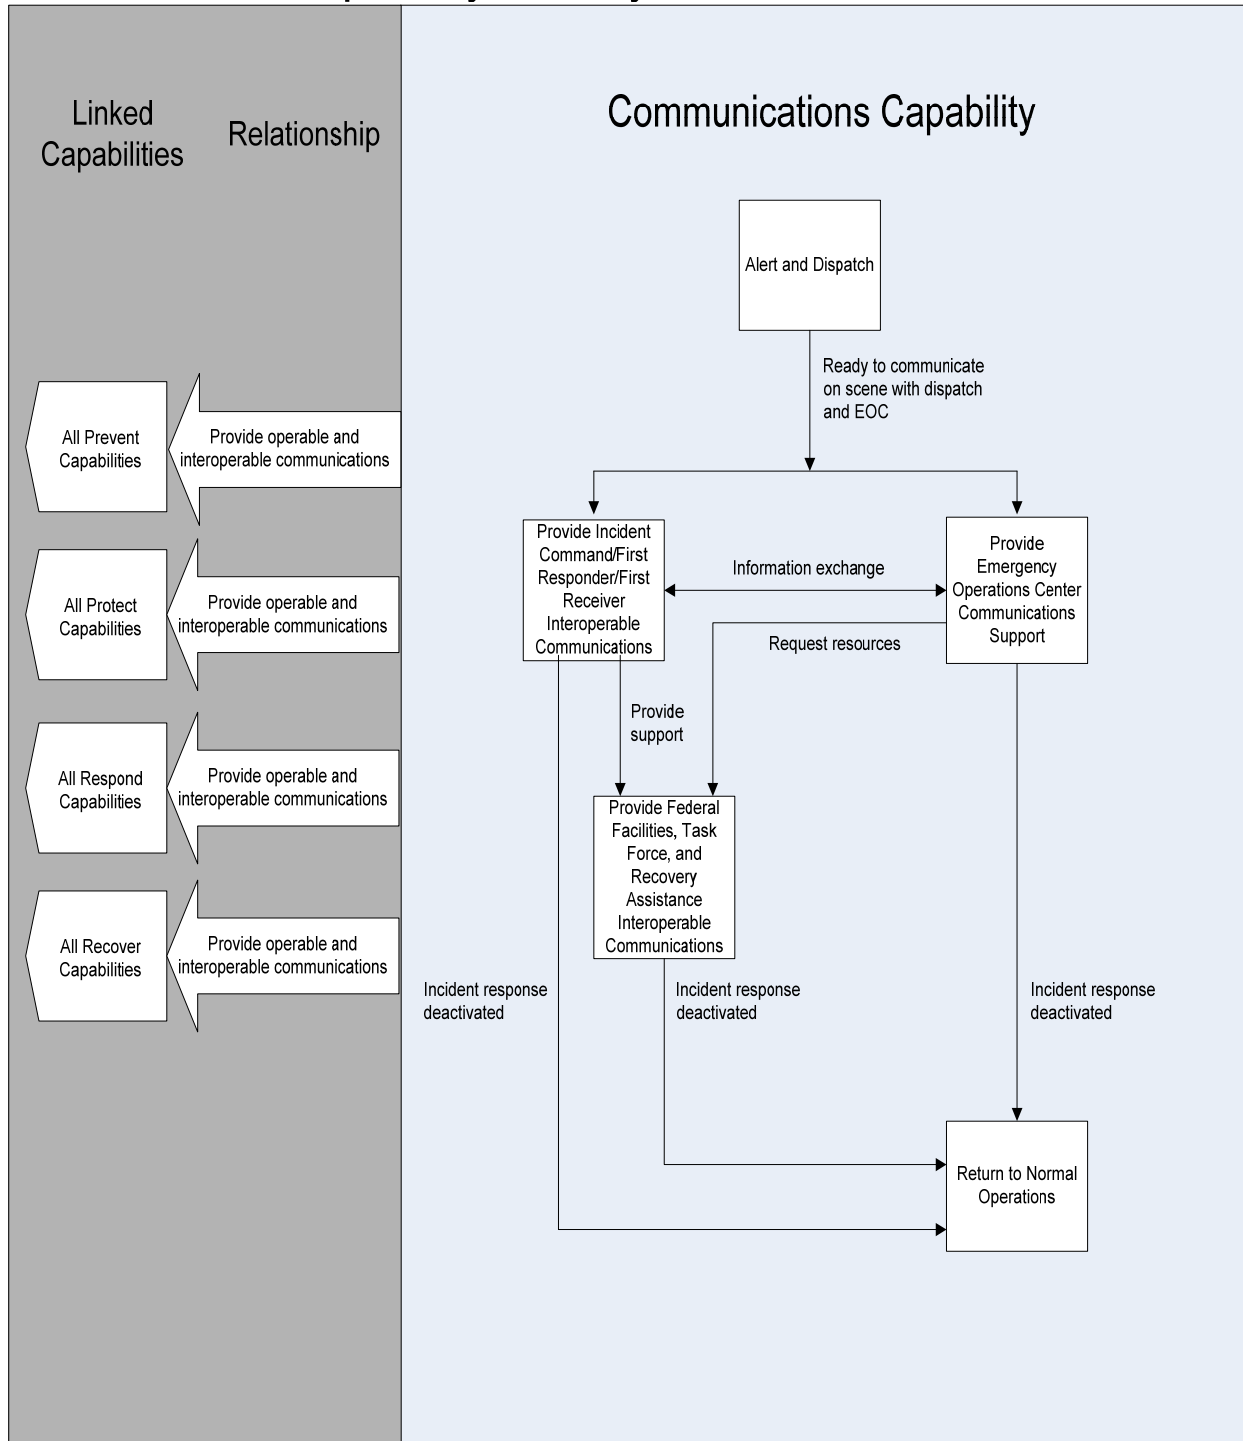 Linked
Capabilities
Relationship
Communications Capability
Alert and Dispatch
Ready to communicate
on scene with dispatch
and EOC
All Prevent
Capabilities
Provide operable and
interoperable communications
Provide Incident
Command/First
Responder/First
Receiver
Interoperable
Communications
Information exchange
Provide
Emergency
Operations Center
Communications
Support
Request resources
All Protect
Capabilities
Provide operable and
interoperable communications
Provide
support
All Respond
Capabilities
Provide operable and
interoperable communications
Provide Federal
Facilities, Task
Force, and
Recovery
Assistance
Interoperable
Communications
All Recover
Capabilities
Provide operable and
interoperable communications
Incident response
deactivated
Incident response
deactivated
Incident response
deactivated
Return to Normal
Operations